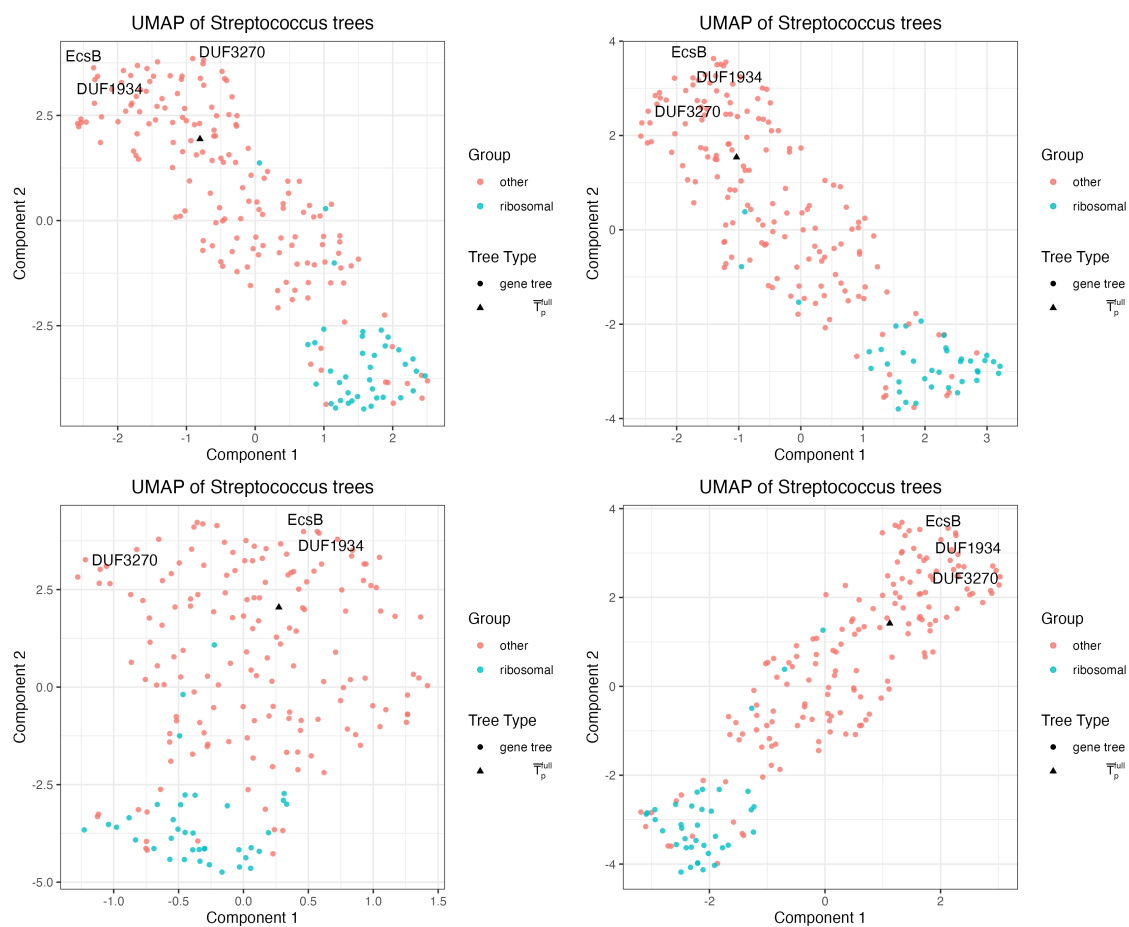 UMAP of Streptococcus trees
EcsB
DUF3270
DUF1934
2.5
0.0
-2.5
-2
-1
0
1
2
Component 1
Component 2
Group
other
ribosomal
Tree Type
gene tree
T̿ₚᶠᵘˡˡ
UMAP of Streptococcus trees
EcsB
DUF1934
DUF3270
4
2
0
-2
-4
-2
-1
0
1
2
3
Component 1
Component 2
Group
other
ribosomal
Tree Type
gene tree
T̿ₚᶠᵘˡˡ
UMAP of Streptococcus trees
EcsB
DUF1934
DUF3270
2.5
0.0
-2.5
-5.0
-1.0
-0.5
0.0
0.5
1.0
1.5
Component 1
Component 2
Group
other
ribosomal
Tree Type
gene tree
T̿ₚᶠᵘˡˡ
UMAP of Streptococcus trees
EcsB
DUF1934
DUF3270
4
2
0
-2
-4
-2
0
2
Component 1
Component 2
Group
other
ribosomal
Tree Type
gene tree
T̿ₚᶠᵘˡˡ